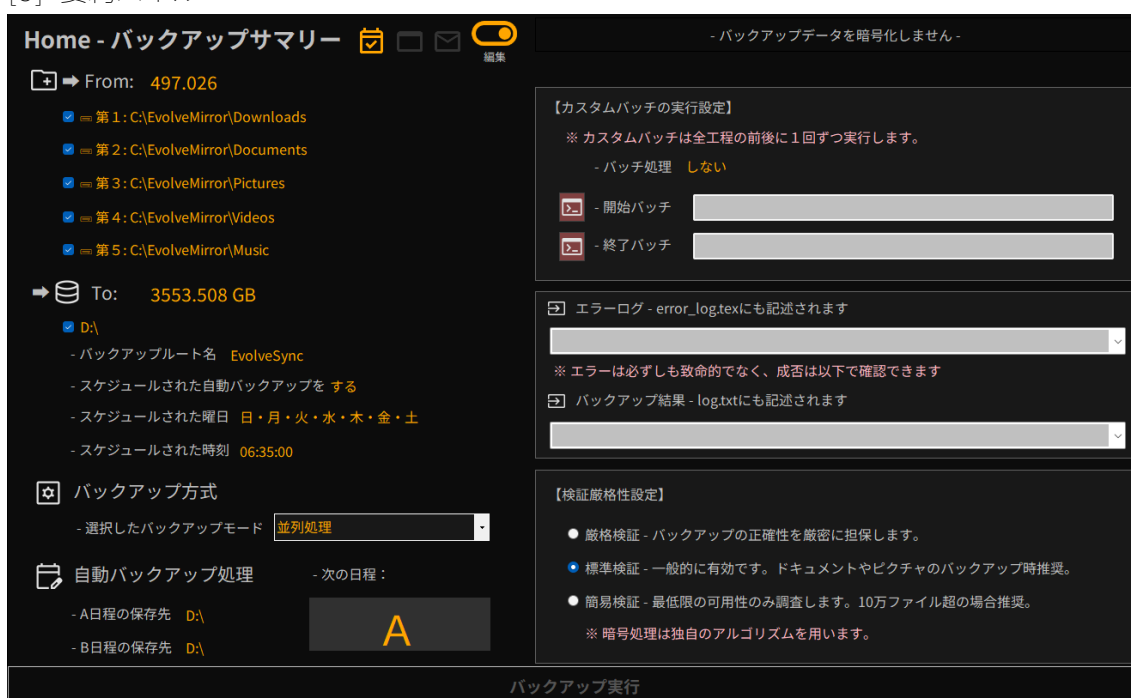 Home - バックアップサマリー
編集
From: 497.026
第1: C:\EvolveMirror\Downloads
第2: C:\EvolveMirror\Documents
第3: C:\EvolveMirror\Pictures
第4: C:\EvolveMirror\Videos
第5: C:\EvolveMirror\Music
To: 3553.508 GB
D:\
- バックアップルート名 EvolveSync
- スケジュールされた自動バックアップを する
- スケジュールされた曜日 日・月・火・水・木・金・土
- スケジュールされた時刻 06:35:00
バックアップ方式
- 選択したバックアップモード 並列処理
自動バックアップ処理 - 次の日程：
- A日程の保存先 D:\
- B日程の保存先 D:\
A
- バックアップデータを暗号化しません -
【カスタムバッチの実行設定】
※ カスタムバッチは全工程の前後に１回ずつ実行します。
- バッチ処理 しない
- 開始バッチ
- 終了バッチ
エラーログ - error_log.texにも記述されます
※ エラーは必ずしも致命的でなく、成否は以下で確認できます
バックアップ結果 - log.txtにも記述されます
【検証厳格性設定】
厳格検証 - バックアップの正確性を厳密に担保します。
標準検証 - 一般的に有効です。ドキュメントやピクチャのバックアップ時推奨。
簡易検証 - 最低限の可用性のみ調査します。10万ファイル超の場合推奨。
※ 暗号処理は独自のアルゴリズムを用います。
バックアップ実行